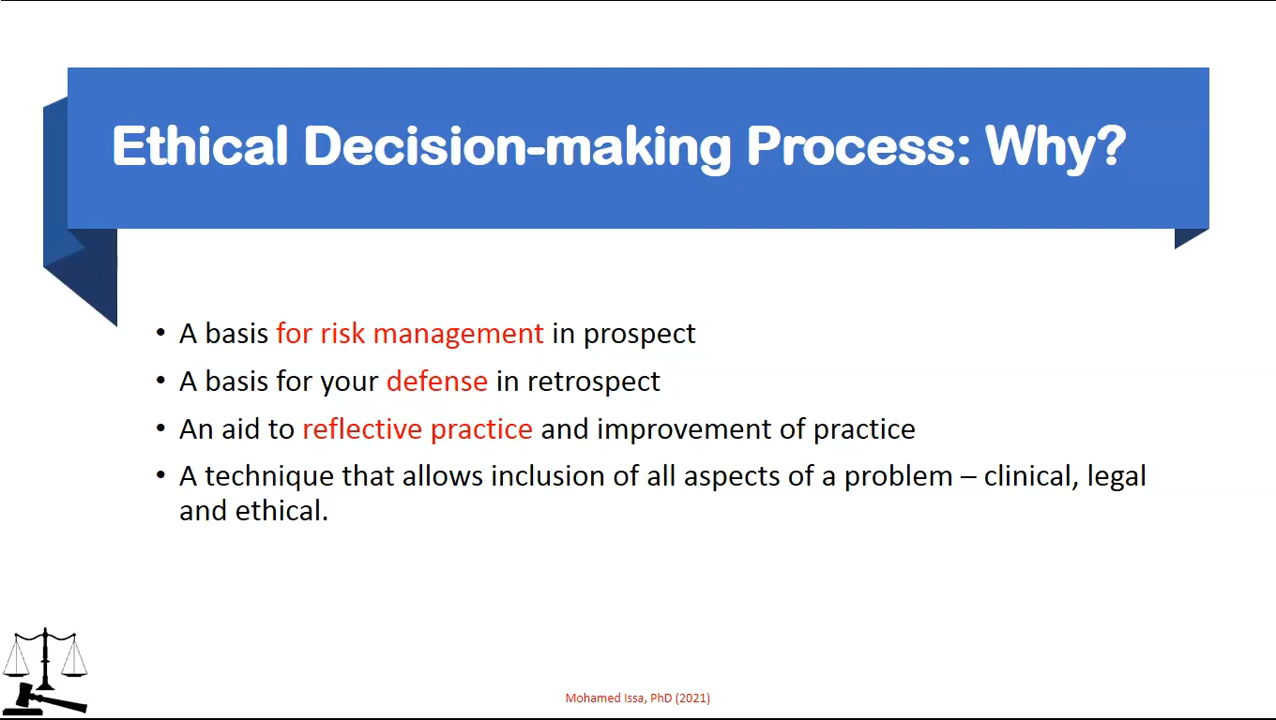 Ethical Decision-making Process: Why?
• A basis for risk management in prospect
• A basis for your defense in retrospect
• An aid to reflective practice and improvement of practice
• A technique that allows inclusion of all aspects of a problem – clinical, legal
and ethical.
Mohamed Issa, PhD (2021)